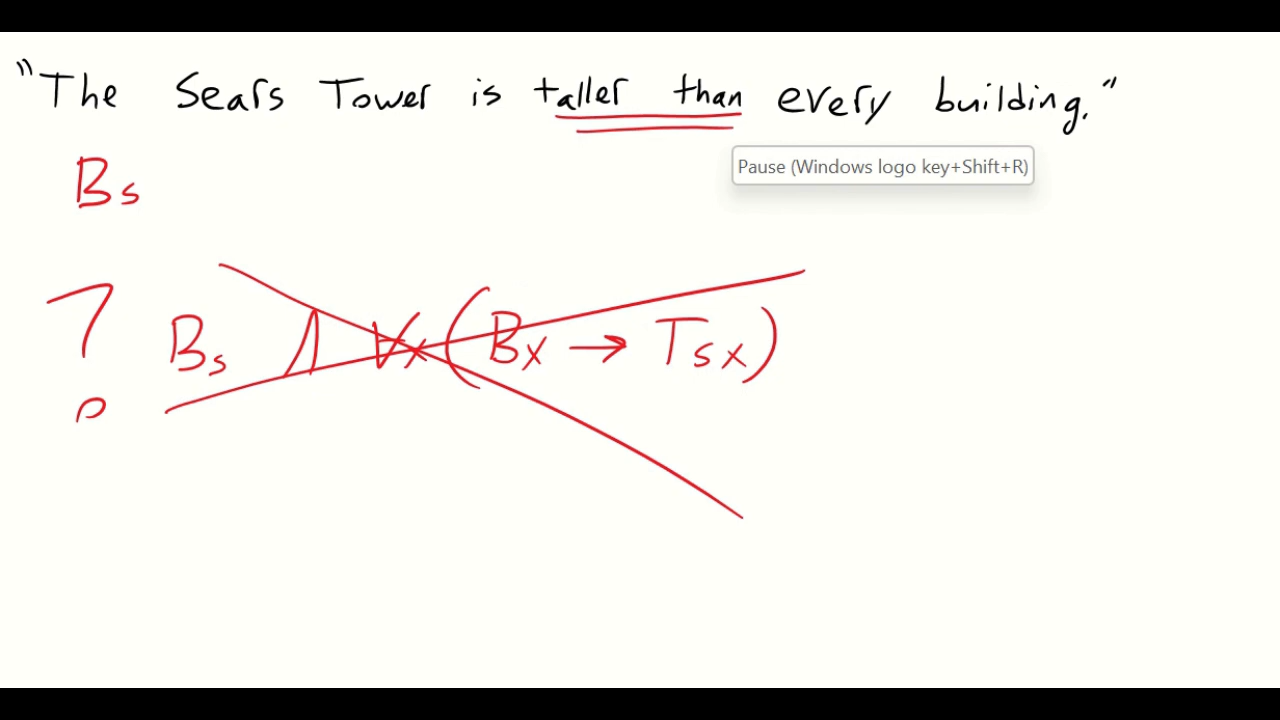 "The Sears Tower is taller than every building."
Pause (Windows logo key+Shift+R)
Bs
? Bs ∧ ∀x (Bx → Tsx)